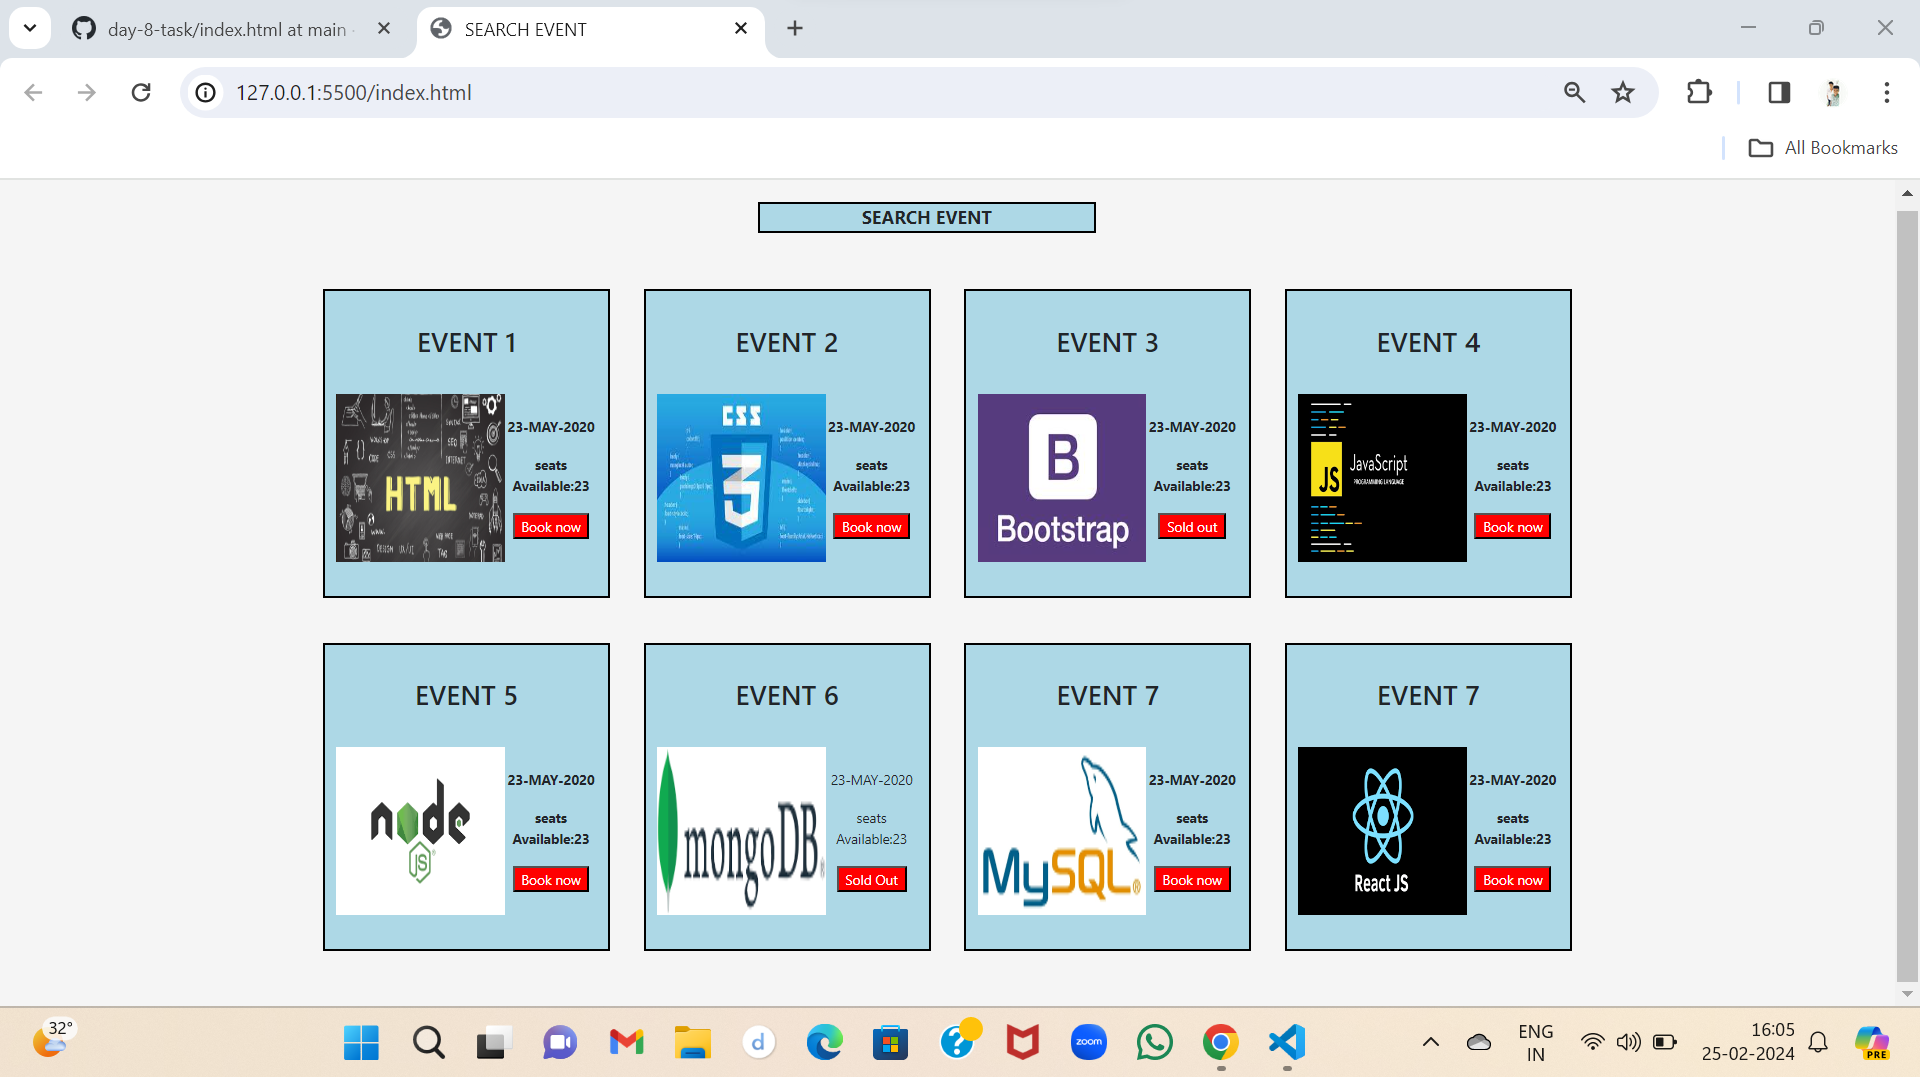 day-8-task/index.html at main
SEARCH EVENT
127.0.0.1:5500/index.html
All Bookmarks
SEARCH EVENT
EVENT 1
HTML
23-MAY-2020
seats
Available:23
Book now
EVENT 2
CSS
3
23-MAY-2020
seats
Available:23
Book now
EVENT 3
B
Bootstrap
23-MAY-2020
seats
Available:23
Sold out
EVENT 4
JS
JavaScript
PROGRAMMING LANGUAGE
23-MAY-2020
seats
Available:23
Book now
EVENT 5
node
JS
23-MAY-2020
seats
Available:23
Book now
EVENT 6
mongoDB.
23-MAY-2020
seats
Available:23
Sold Out
EVENT 7
MySQL®
23-MAY-2020
seats
Available:23
Book now
EVENT 7
React JS
23-MAY-2020
seats
Available:23
Book now
32°
d
zoom
ENG
IN
16:05
25-02-2024
PRE